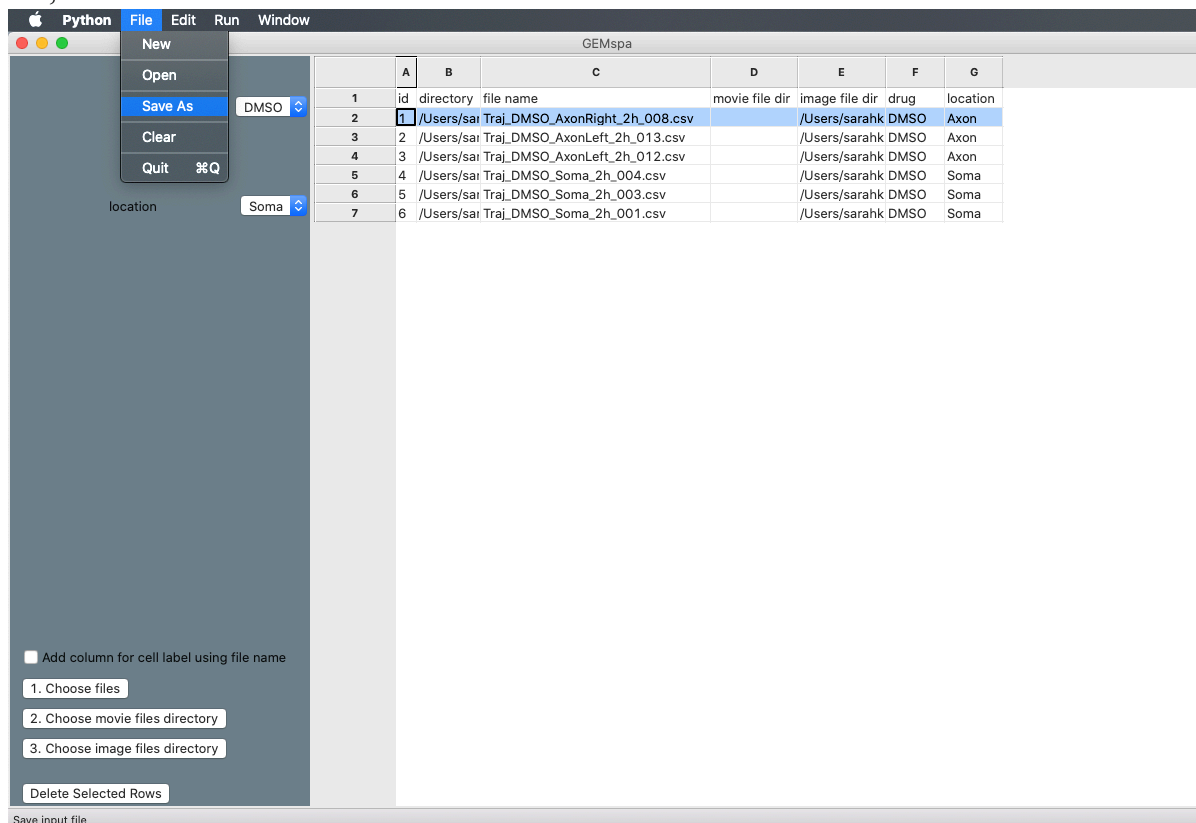 Python File Edit Run Window
GEMspa
New
Open
Save As
Clear
Quit ⌘Q
DMSO
location Soma
A B C D E F G
1 id directory file name movie file dir image file dir drug location
2 1 /Users/sar Traj_DMSO_AxonRight_2h_008.csv /Users/sarahk DMSO Axon
3 2 /Users/sar Traj_DMSO_AxonLeft_2h_013.csv /Users/sarahk DMSO Axon
4 3 /Users/sar Traj_DMSO_AxonLeft_2h_012.csv /Users/sarahk DMSO Axon
5 4 /Users/sar Traj_DMSO_Soma_2h_004.csv /Users/sarahk DMSO Soma
6 5 /Users/sar Traj_DMSO_Soma_2h_003.csv /Users/sarahk DMSO Soma
7 6 /Users/sar Traj_DMSO_Soma_2h_001.csv /Users/sarahk DMSO Soma
Add column for cell label using file name
1. Choose files
2. Choose movie files directory
3. Choose image files directory
Delete Selected Rows
Save input file